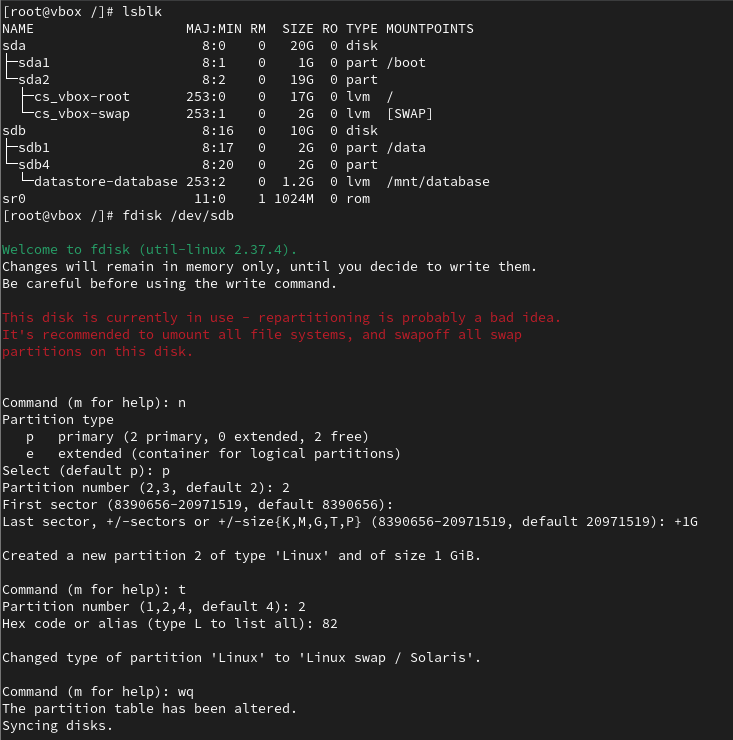 [root@vbox /]# lsblk
NAME                   MAJ:MIN RM  SIZE RO TYPE MOUNTPOINTS
sda                      8:0    0   20G  0 disk
├─sda1                   8:1    0    1G  0 part /boot
└─sda2                   8:2    0   19G  0 part
  ├─cs_vbox-root       253:0    0   17G  0 lvm  /
  └─cs_vbox-swap       253:1    0    2G  0 lvm  [SWAP]
sdb                      8:16   0   10G  0 disk
├─sdb1                   8:17   0    2G  0 part /data
└─sdb4                   8:20   0    2G  0 part
  └─datastore-database 253:2    0  1.2G  0 lvm  /mnt/database
sr0                     11:0    1 1024M  0 rom
[root@vbox /]# fdisk /dev/sdb

Welcome to fdisk (util-linux 2.37.4).
Changes will remain in memory only, until you decide to write them.
Be careful before using the write command.

This disk is currently in use - repartitioning is probably a bad idea.
It's recommended to umount all file systems, and swapoff all swap
partitions on this disk.

Command (m for help): n
Partition type
   p   primary (2 primary, 0 extended, 2 free)
   e   extended (container for logical partitions)
Select (default p): p
Partition number (2,3, default 2): 2
First sector (8390656-20971519, default 8390656):
Last sector, +/-sectors or +/-size{K,M,G,T,P} (8390656-20971519, default 20971519): +1G

Created a new partition 2 of type 'Linux' and of size 1 GiB.

Command (m for help): t
Partition number (1,2,4, default 4): 2
Hex code or alias (type L to list all): 82

Changed type of partition 'Linux' to 'Linux swap / Solaris'.

Command (m for help): wq
The partition table has been altered.
Syncing disks.